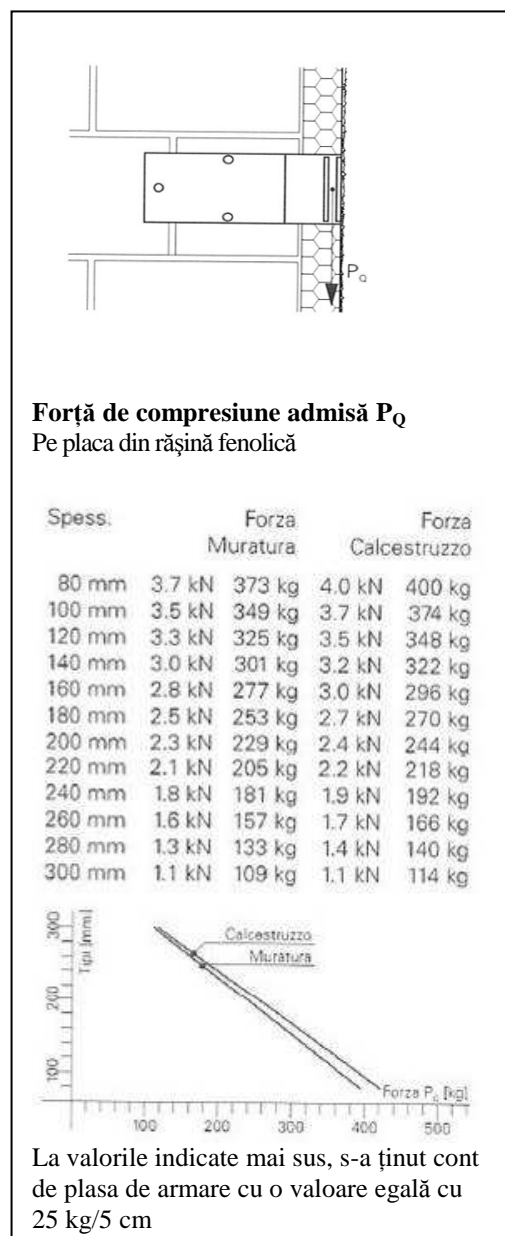 P_Q
Forță de compresiune admisă P_Q
Pe placa din rășină fenolică
Spess. Forza Forza
Muratura Calcestruzzo
80 mm 3.7 kN 373 kg 4.0 kN 400 kg
100 mm 3.5 kN 349 kg 3.7 kN 374 kg
120 mm 3.3 kN 325 kg 3.5 kN 348 kg
140 mm 3.0 kN 301 kg 3.2 kN 322 kg
160 mm 2.8 kN 277 kg 3.0 kN 296 kg
180 mm 2.5 kN 253 kg 2.7 kN 270 kg
200 mm 2.3 kN 229 kg 2.4 kN 244 kg
220 mm 2.1 kN 205 kg 2.2 kN 218 kg
240 mm 1.8 kN 181 kg 1.9 kN 192 kg
260 mm 1.6 kN 157 kg 1.7 kN 166 kg
280 mm 1.3 kN 133 kg 1.4 kN 140 kg
300 mm 1.1 kN 109 kg 1.1 kN 114 kg
300
Tipi [mm]
Calcestruzzo
Muratura
200
100
Forza P_Q [kg]
100 200 300 400 500
La valorile indicate mai sus, s-a ținut cont
de plasa de armare cu o valoare egală cu
25 kg/5 cm